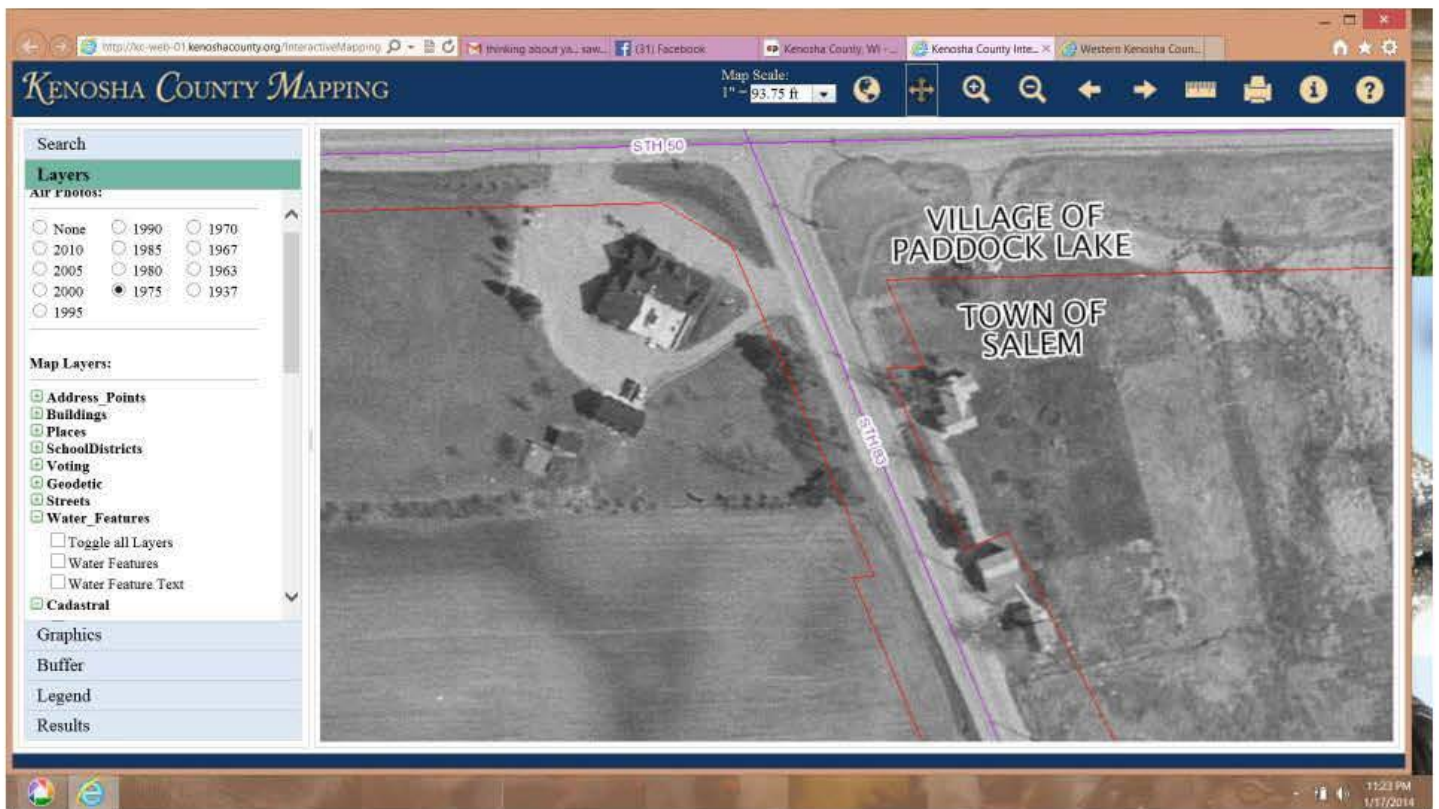 http://kc-web-01.kenoshacounty.org/InteractiveMapping
thinking about ya... saw...
(31) Facebook
Kenosha County, WI - ...
Kenosha County Inte...
Western Kenosha Coun...
KENOSHA COUNTY MAPPING
Map Scale:
1" = 93.75 ft
Search
Layers
Air Photos:
None 1990 1970
2010 1985 1967
2005 1980 1963
2000 1975 1937
1995
Map Layers:
Address_Points
Buildings
Places
SchoolDistricts
Voting
Geodetic
Streets
Water_Features
Toggle all Layers
Water Features
Water Feature Text
Cadastral
Graphics
Buffer
Legend
Results
STH 50
VILLAGE OF
PADDOCK LAKE
TOWN OF
SALEM
STH 83
11:23 PM
1/17/2014